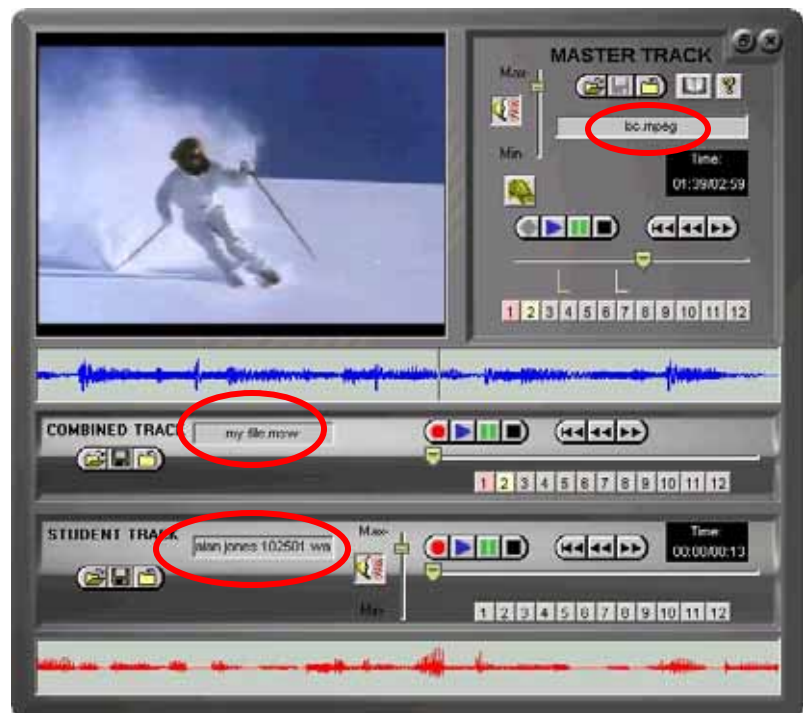 MASTER TRACK
Max
bc.mpeg
Min
Time:
01:39/02:59
1 2 3 4 5 6 7 8 9 10 11 12
COMBINED TRACK
my file.msw
1 2 3 4 5 6 7 8 9 10 11 12
STUDENT TRACK
alan jones 102501 wa
Max
Time:
00:00/00:13
Min
1 2 3 4 5 6 7 8 9 10 11 12